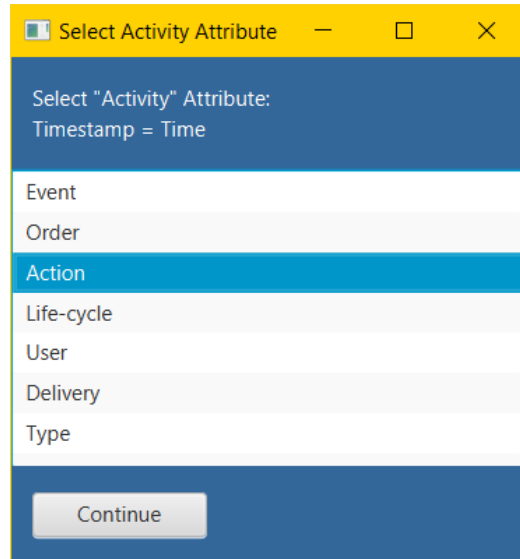 Select Activity Attribute
Select "Activity" Attribute:
Timestamp = Time
Event
Order
Action
Life-cycle
User
Delivery
Type
Continue